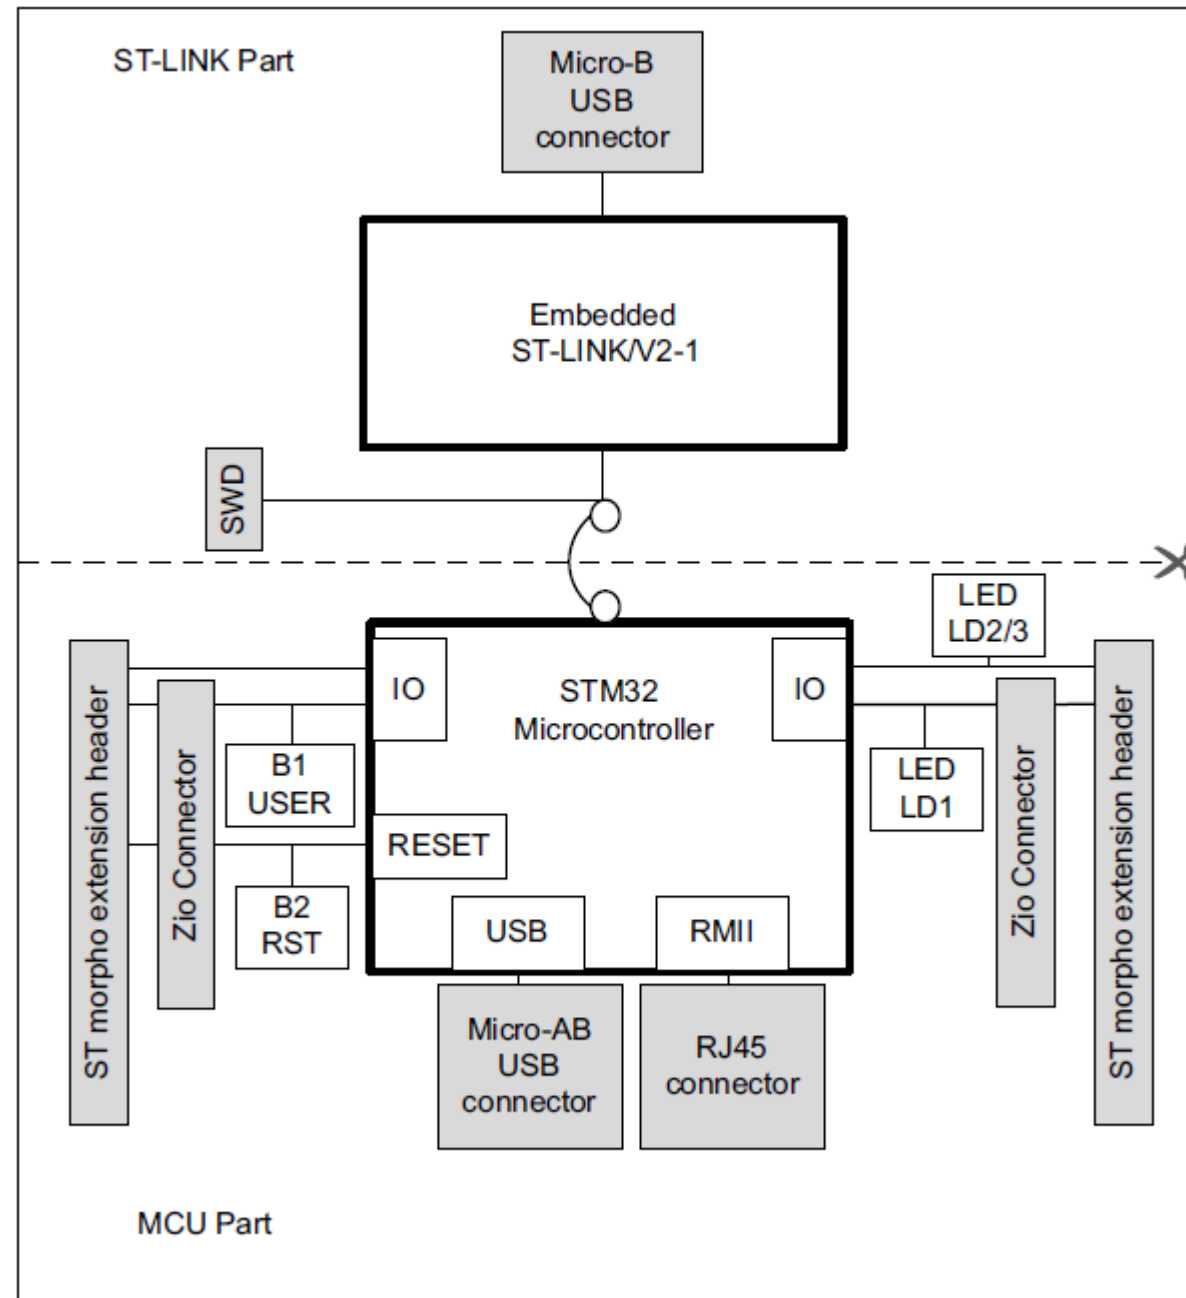 ST-LINK Part
Micro-B
USB
connector
Embedded
ST-LINK/V2-1
SWD
LED
LD2/3
IO
STM32
Microcontroller
IO
ST morpho extension header
Zio Connector
B1
USER
LED
LD1
Zio Connector
ST morpho extension header
RESET
B2
RST
USB
RMII
Micro-AB
USB
connector
RJ45
connector
MCU Part